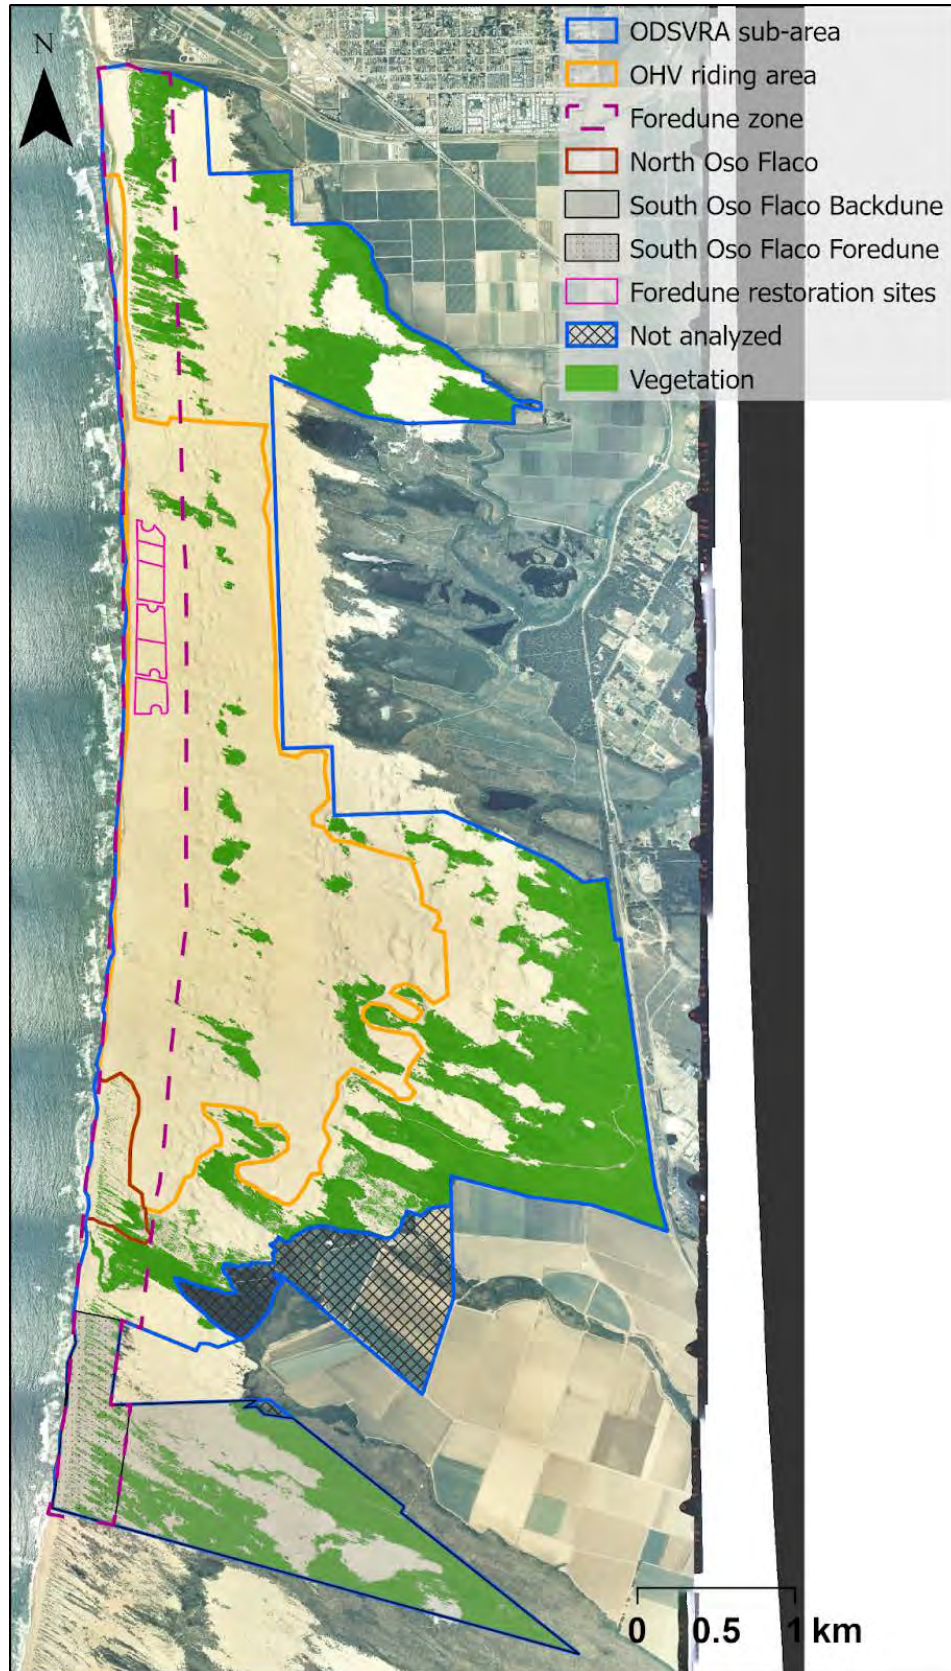 N
ODSVRA sub-area
OHV riding area
Foredune zone
North Oso Flaco
South Oso Flaco Backdune
South Oso Flaco Foredune
Foredune restoration sites
Not analyzed
Vegetation
0 0.5 1 km